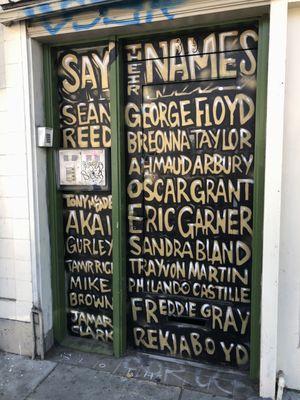 SAY
THEIR
NAMES
SEAN
REED
TONY McDADE
AKAI
GURLEY
TAMIR RICE
MIKE
BROWN
JAMAR
CLARK
GEORGE FLOYD
BREONNA TAYLOR
AHMAUD ARBURY
OSCAR GRANT
ERIC GARNER
SANDRA BLAND
TRAYVON MARTIN
PHILANDO CASTILLE
FREDDIE GRAY
REKIA BOYD